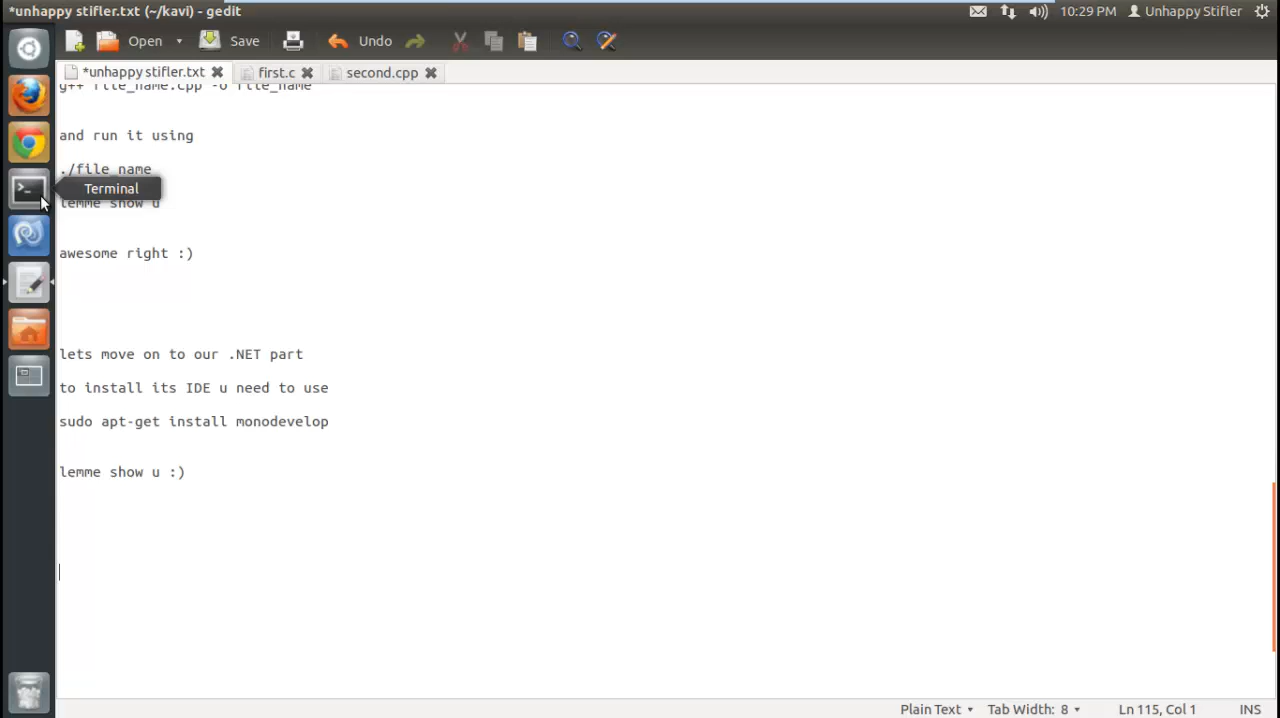 *unhappy stifler.txt (~/kavi) - gedit
10:29 PM
Unhappy Stifler
Open
Save
Undo
*unhappy stifler.txt
first.c
second.cpp
g++ file_name.cpp -o file_name
and run it using
./file_name
Terminal
lemme show u
awesome right :)
lets move on to our .NET part
to install its IDE u need to use
sudo apt-get install monodevelop
lemme show u :)
Plain Text
Tab Width: 8
Ln 115, Col 1
INS